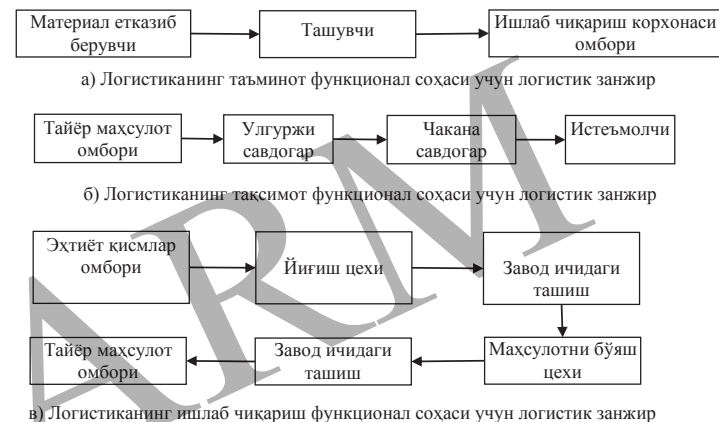 Материал етказиб
берувчи
Ташувчи
Ишлаб чиқариш корхонаси
омбори
а) Логистиканинг таъминот функционал соҳаси учун логистик занжир
Тайёр маҳсулот
омбори
Улгуржи
савдогар
Чакана
савдогар
Истеъмолчи
б) Логистиканинг тақсимот функционал соҳаси учун логистик занжир
Эҳтиёт қисмлар
омбори
Йиғиш цехи
Завод ичидаги
ташиш
Тайёр маҳсулот
омбори
Завод ичидаги
ташиш
Маҳсулотни бўяш
цехи
в) Логистиканинг ишлаб чиқариш функционал соҳаси учун логистик занжир
ARM